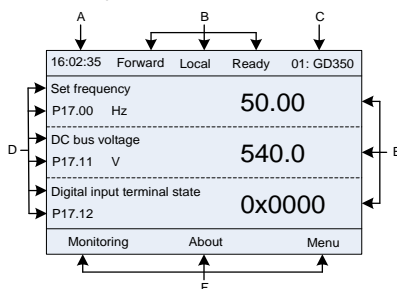 A B C
16:02:35 Forward Local Ready 01: GD350
Set frequency
P17.00 Hz 50.00
DC bus voltage
P17.11 V 540.0
Digital input terminal state
P17.12 0x0000
D E
Monitoring About Menu
F